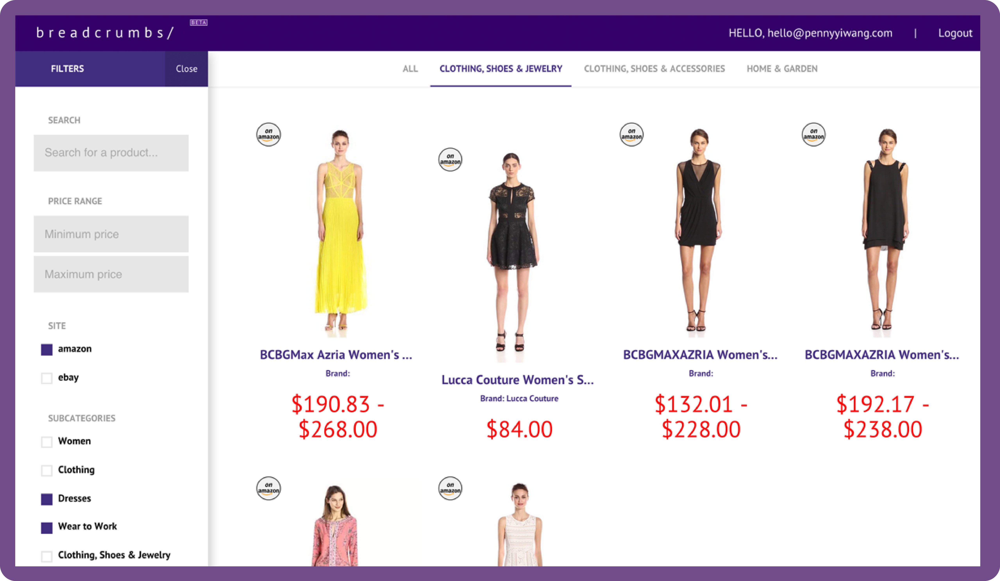 breadcrumbs/
BETA
HELLO, hello@pennyyiwang.com | Logout
FILTERS
Close
ALL
CLOTHING, SHOES & JEWELRY
CLOTHING, SHOES & ACCESSORIES
HOME & GARDEN
SEARCH
Search for a product...
PRICE RANGE
Minimum price
Maximum price
SITE
amazon
ebay
SUBCATEGORIES
Women
Clothing
Dresses
Wear to Work
Clothing, Shoes & Jewelry
on
amazon
BCBGMax Azria Women's ...
Brand:
$190.83 -
$268.00
on
amazon
Lucca Couture Women's S...
Brand: Lucca Couture
$84.00
on
amazon
BCBGMAXAZRIA Women's...
Brand:
$132.01 -
$228.00
on
amazon
BCBGMAXAZRIA Women's...
Brand:
$192.17 -
$238.00
on
amazon
on
amazon